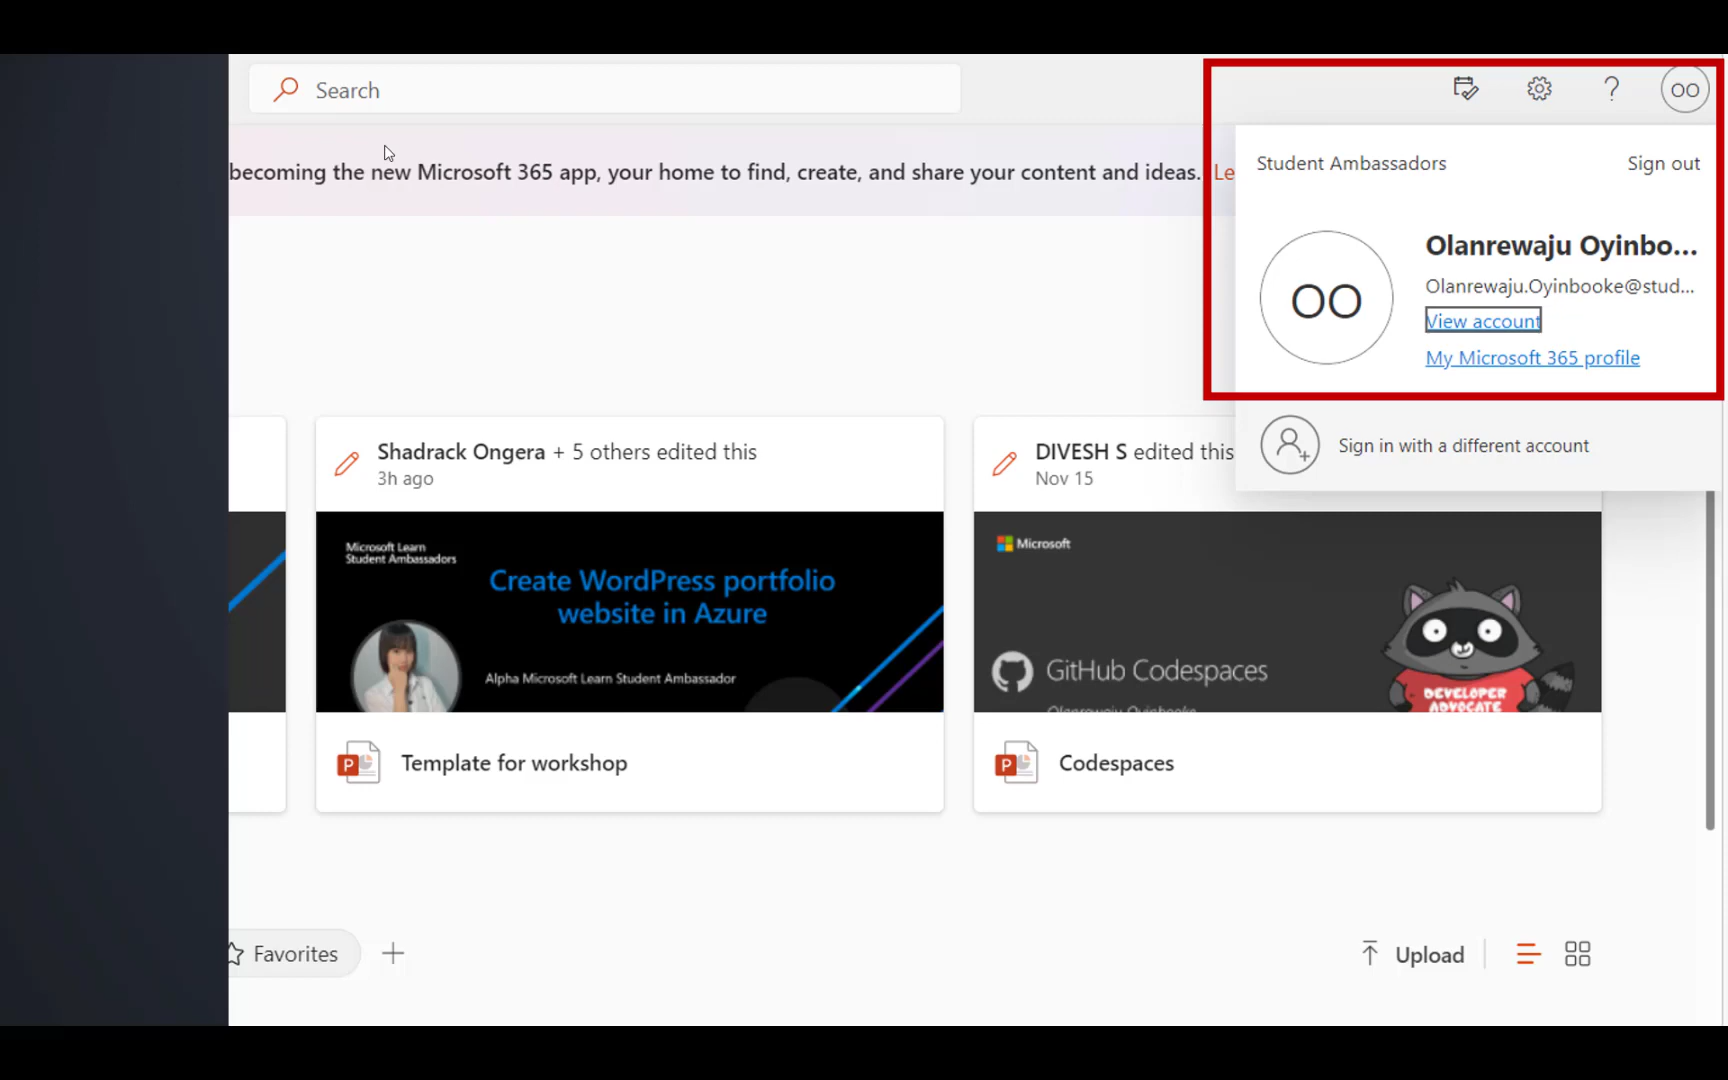 Search
OO
becoming the new Microsoft 365 app, your home to find, create, and share your content and ideas. Le
Student Ambassadors
Sign out
OO
Olanrewaju Oyinbo...
Olanrewaju.Oyinbooke@stud...
View account
My Microsoft 365 profile
Sign in with a different account
Shadrack Ongera + 5 others edited this
3h ago
DIVESH S edited this
Nov 15
Microsoft Learn
Student Ambassadors
Create WordPress portfolio
website in Azure
Alpha Microsoft Learn Student Ambassador
Microsoft
GitHub Codespaces
Olanrewaju Oyinbooke
DEVELOPER
ADVOCATE
P
Template for workshop
P
Codespaces
Favorites
Upload